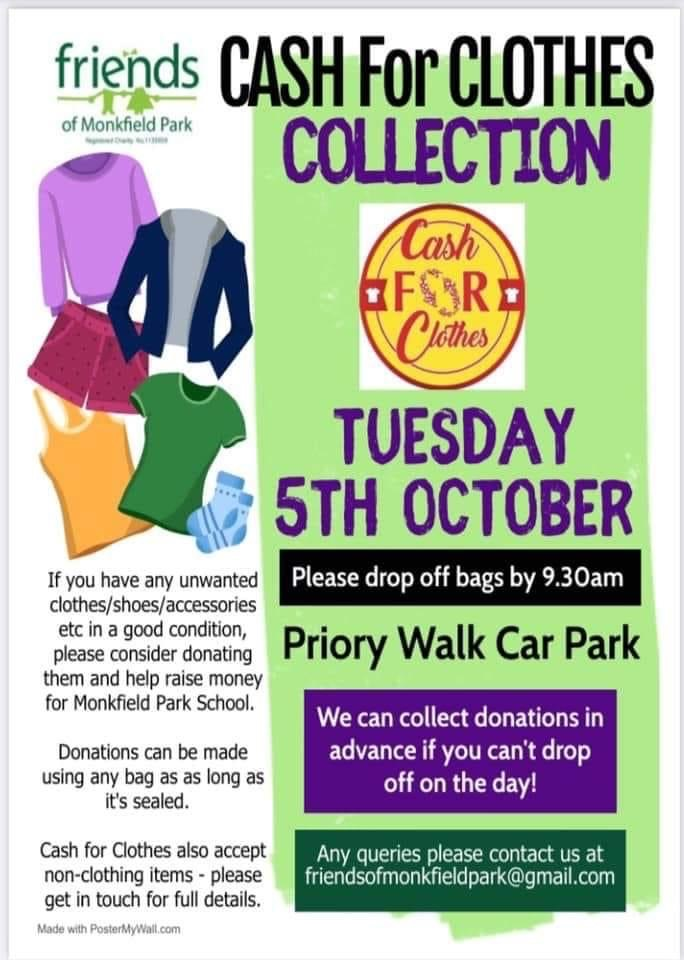 friends
of Monkfield Park
CASH For CLOTHES
COLLECTION
Cash
FOR
Clothes
TUESDAY
5TH OCTOBER
Please drop off bags by 9.30am
Priory Walk Car Park
We can collect donations in
advance if you can't drop
off on the day!
Any queries please contact us at
friendsofmonkfieldpark@gmail.com
If you have any unwanted
clothes/shoes/accessories
etc in a good condition,
please consider donating
them and help raise money
for Monkfield Park School.
Donations can be made
using any bag as as long as
it's sealed.
Cash for Clothes also accept
non-clothing items - please
get in touch for full details.
Made with PosterMyWall.com